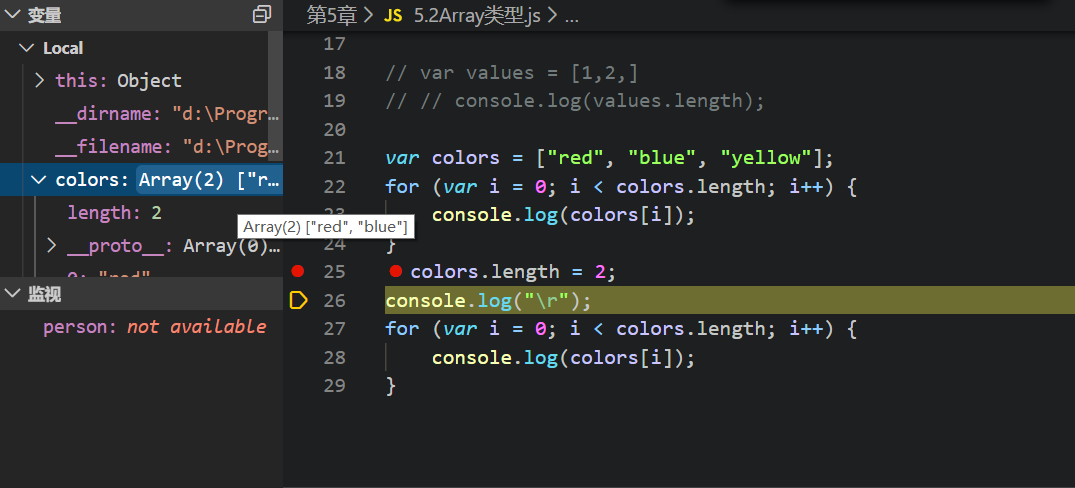 变量
Local
this: Object
__dirname: "d:\Progr…
__filename: "d:\Prog…
colors: Array(2) ["r…
length: 2
Array(2) ["red", "blue"]
__proto__: Array(0)…
0: "red"
监视
person: not available
第5章 > JS 5.2Array类型.js > ...
17
18 // var values = [1,2,]
19 // // console.log(values.length);
20
21 var colors = ["red", "blue", "yellow"];
22 for (var i = 0; i < colors.length; i++) {
23 console.log(colors[i]);
24 }
25 colors.length = 2;
26 console.log("\r");
27 for (var i = 0; i < colors.length; i++) {
28 console.log(colors[i]);
29 }